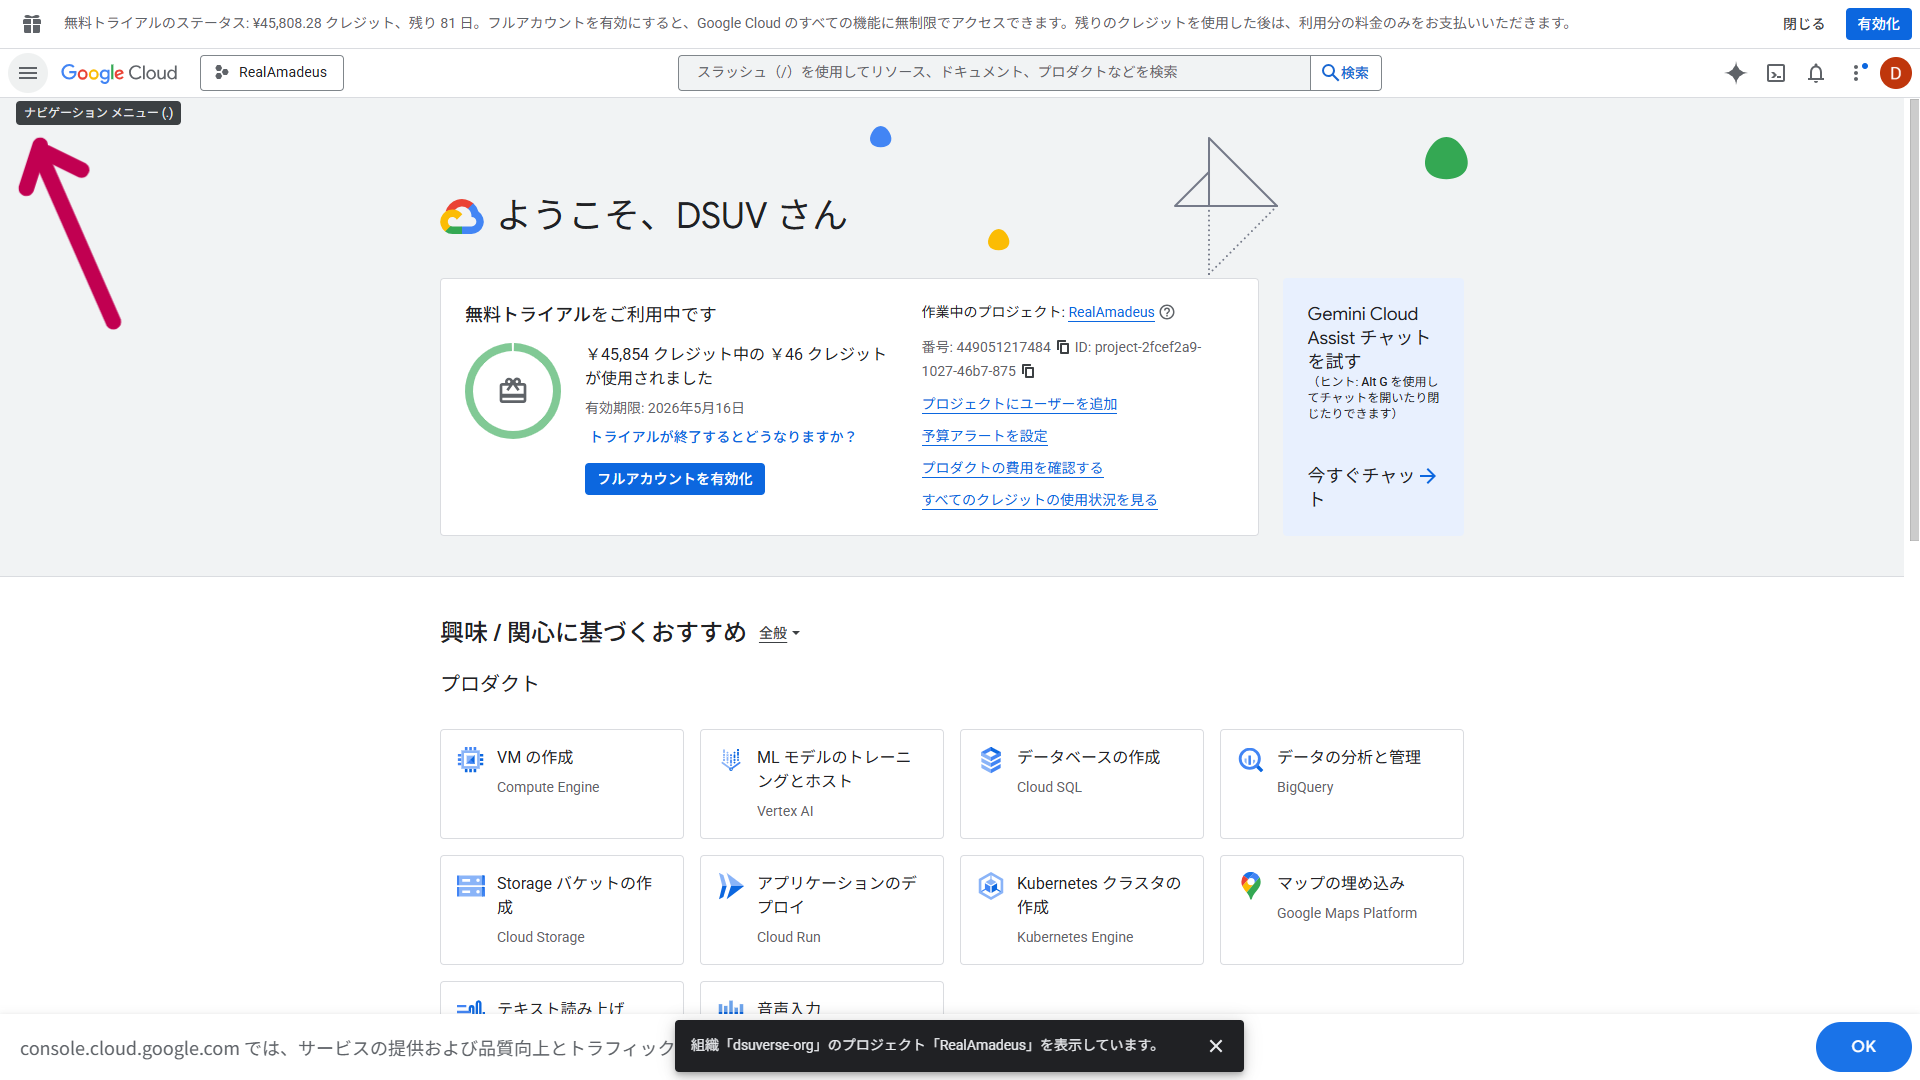 無料トライアルのステータス: ¥45,808.28 クレジット、残り 81 日。フルアカウントを有効にすると、Google Cloud のすべての機能に無制限でアクセスできます。残りのクレジットを使用した後は、利用分の料金のみをお支払いいただきます。
閉じる
有効化
Google Cloud
RealAmadeus
スラッシュ（/）を使用してリソース、ドキュメント、プロダクトなどを検索
検索
D
ナビゲーション メニュー (.)
ようこそ、DSUV さん
無料トライアルをご利用中です
￥45,854 クレジット中の ￥46 クレジット
が使用されました
有効期限: 2026年5月16日
トライアルが終了するとどうなりますか？
フルアカウントを有効化
作業中のプロジェクト: RealAmadeus
番号: 449051217484 ID: project-2fcef2a9-
1027-46b7-875
プロジェクトにユーザーを追加
予算アラートを設定
プロダクトの費用を確認する
すべてのクレジットの使用状況を見る
Gemini Cloud
Assist チャット
を試す
（ヒント: Alt G を使用し
てチャットを開いたり閉
じたりできます）
今すぐチャッ
ト
興味 / 関心に基づくおすすめ 全般
プロダクト
VM の作成
Compute Engine
ML モデルのトレーニ
ングとホスト
Vertex AI
データベースの作成
Cloud SQL
データの分析と管理
BigQuery
Storage バケットの作
成
Cloud Storage
アプリケーションのデ
プロイ
Cloud Run
Kubernetes クラスタの
作成
Kubernetes Engine
マップの埋め込み
Google Maps Platform
テキスト読み上げ
音声入力
console.cloud.google.com では、サービスの提供および品質向上とトラフィック
組織「dsuverse-org」のプロジェクト「RealAmadeus」を表示しています。
OK